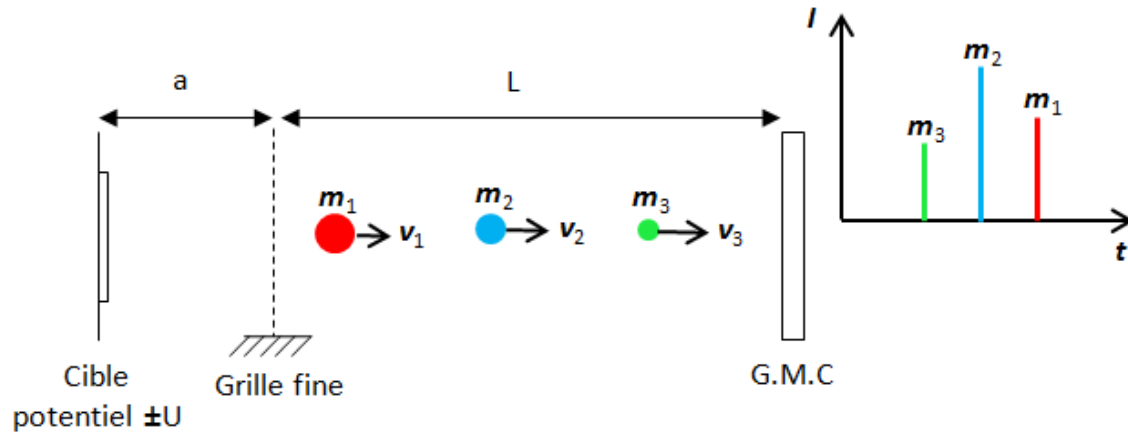 a
L
m1
v1
m2
v2
m3
v3
Cible
potentiel ±U
Grille fine
G.M.C
I
m3
m2
m1
t